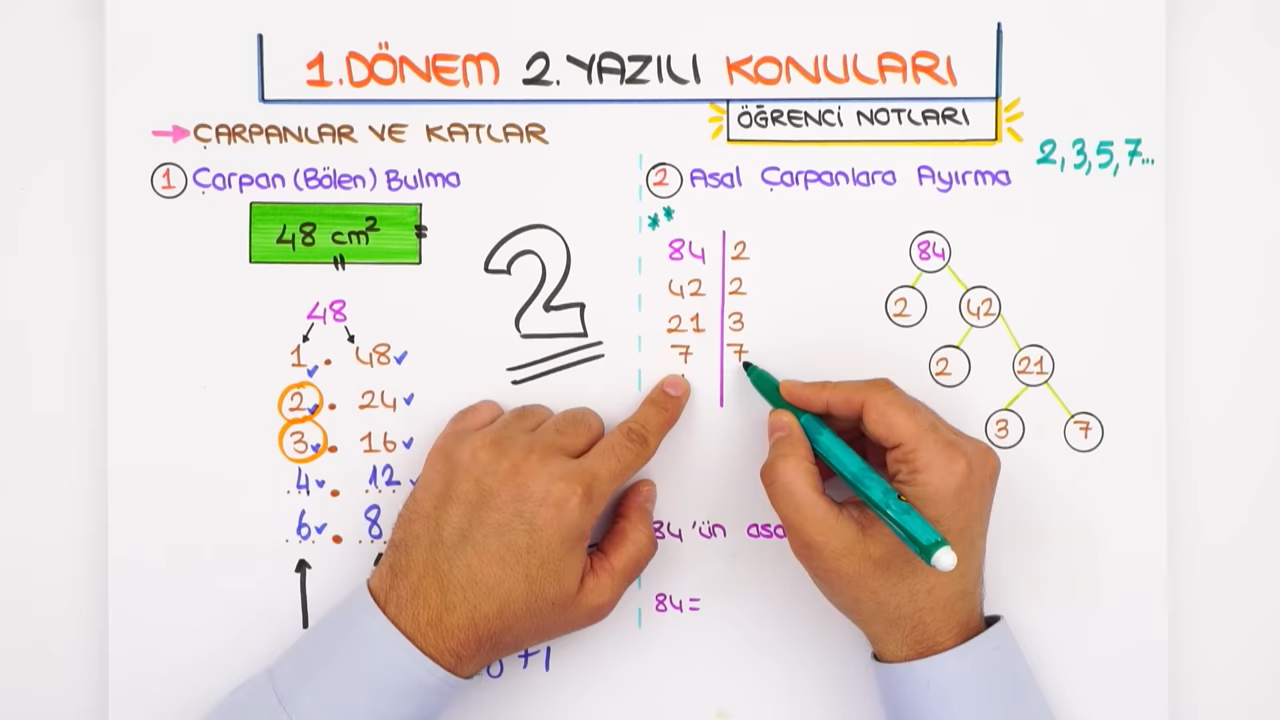 1.DÖNEM 2.YAZILI KONULARI
ÖĞRENCİ NOTLARI
ÇARPANLAR VE KATLAR
2,3,5,7...
1 Çarpan (Bölen) Bulma
48 cm² =
=
48
1 . 48
2 . 24
3 . 16
4 . 12
6 . 8
+1
2
2 Asal Çarpanlara Ayırma
**
84 2
42 2
21 3
7 7
84
2 42
2 21
3 7
84 'ün
84=